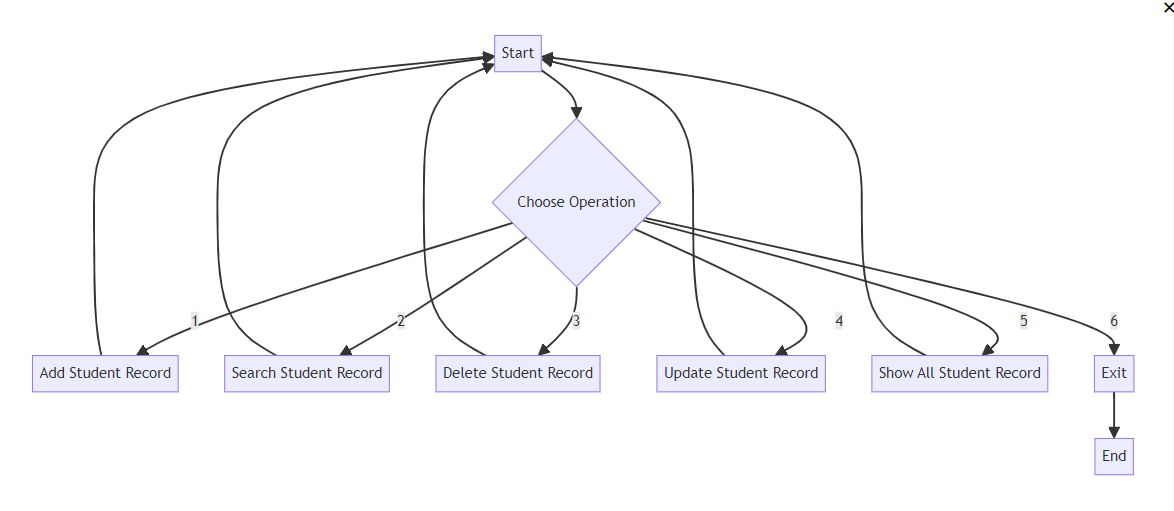 Start
Choose Operation
1
2
3
4
5
6
Add Student Record
Search Student Record
Delete Student Record
Update Student Record
Show All Student Record
Exit
End